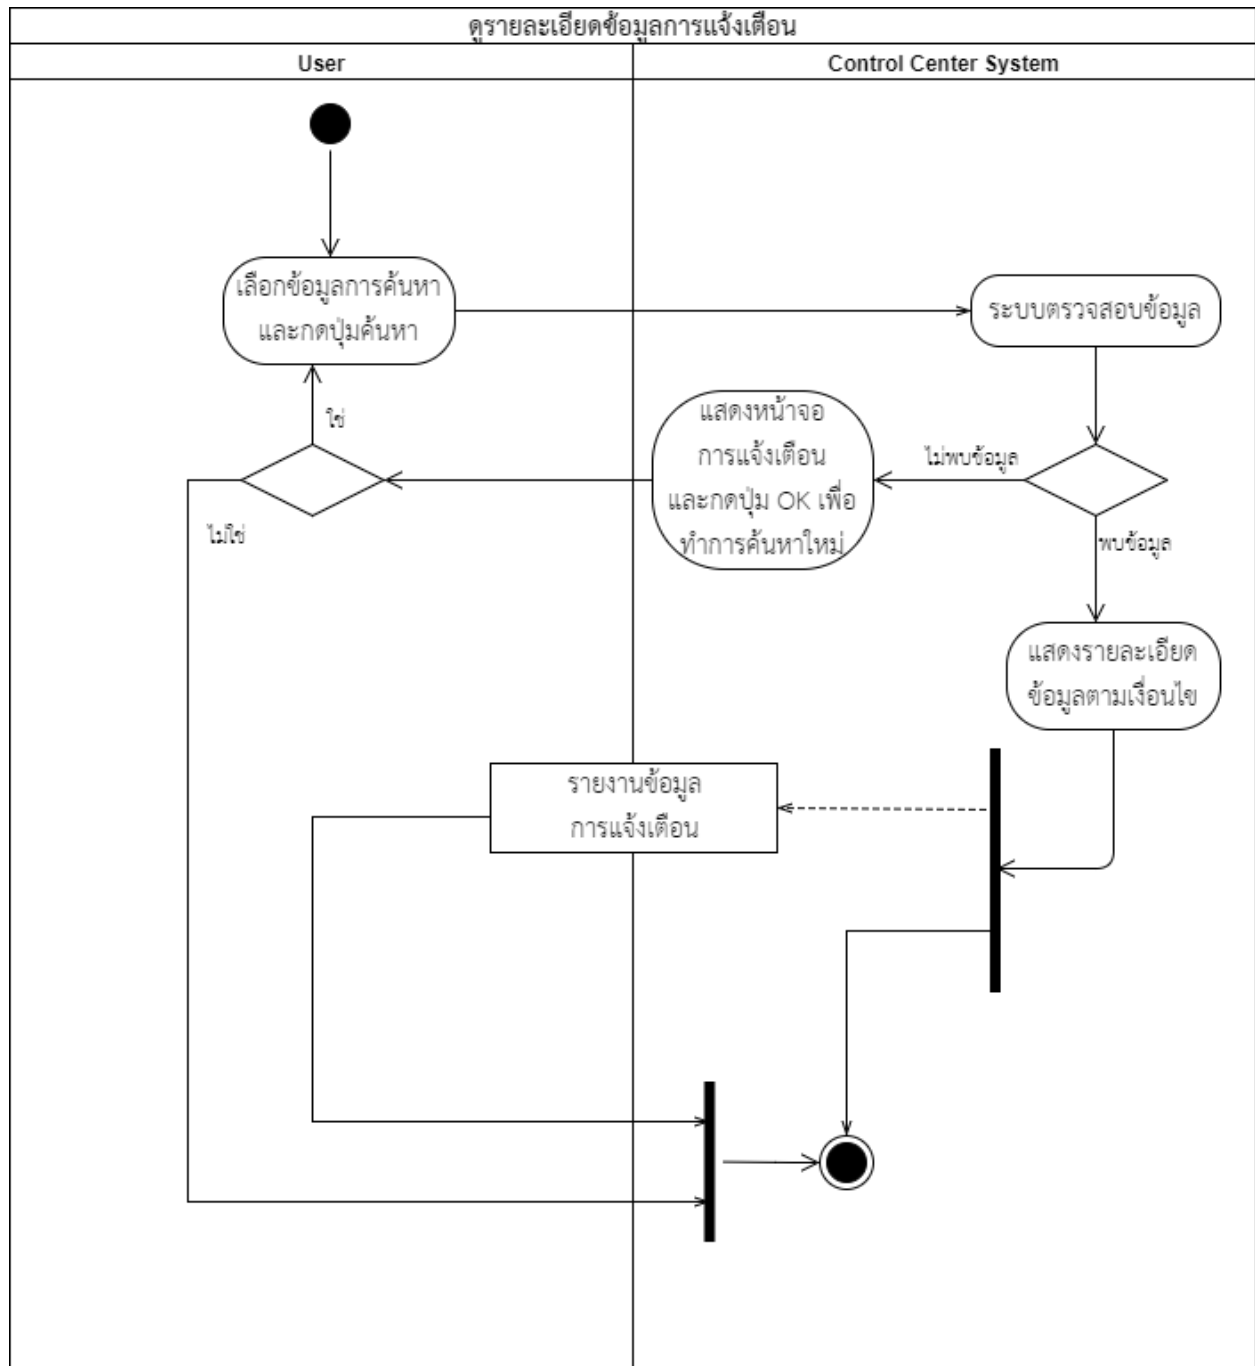 ดูรายละเอียดข้อมูลการแจ้งเตือน
User
Control Center System
เลือกข้อมูลการค้นหา
และกดปุ่มค้นหา
ระบบตรวจสอบข้อมูล
ใช่
แสดงหน้าจอ
การแจ้งเตือน
และกดปุ่ม OK เพื่อ
ทำการค้นหาใหม่
ไม่พบข้อมูล
ไม่ใช่
พบข้อมูล
แสดงรายละเอียด
ข้อมูลตามเงื่อนไข
รายงานข้อมูล
การแจ้งเตือน